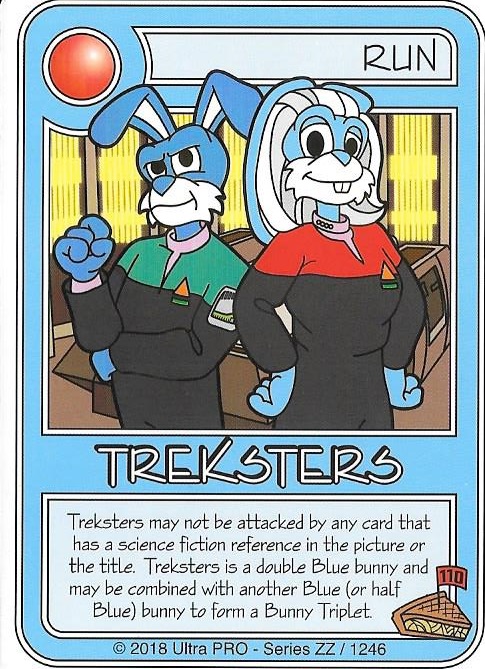 RUN
TREKSTERS
Treksters may not be attacked by any card that
has a science fiction reference in the picture or
the title. Treksters is a double Blue bunny and
may be combined with another Blue (or half
Blue) bunny to form a Bunny Triplet.
110
© 2018 Ultra PRO - Series ZZ / 1246